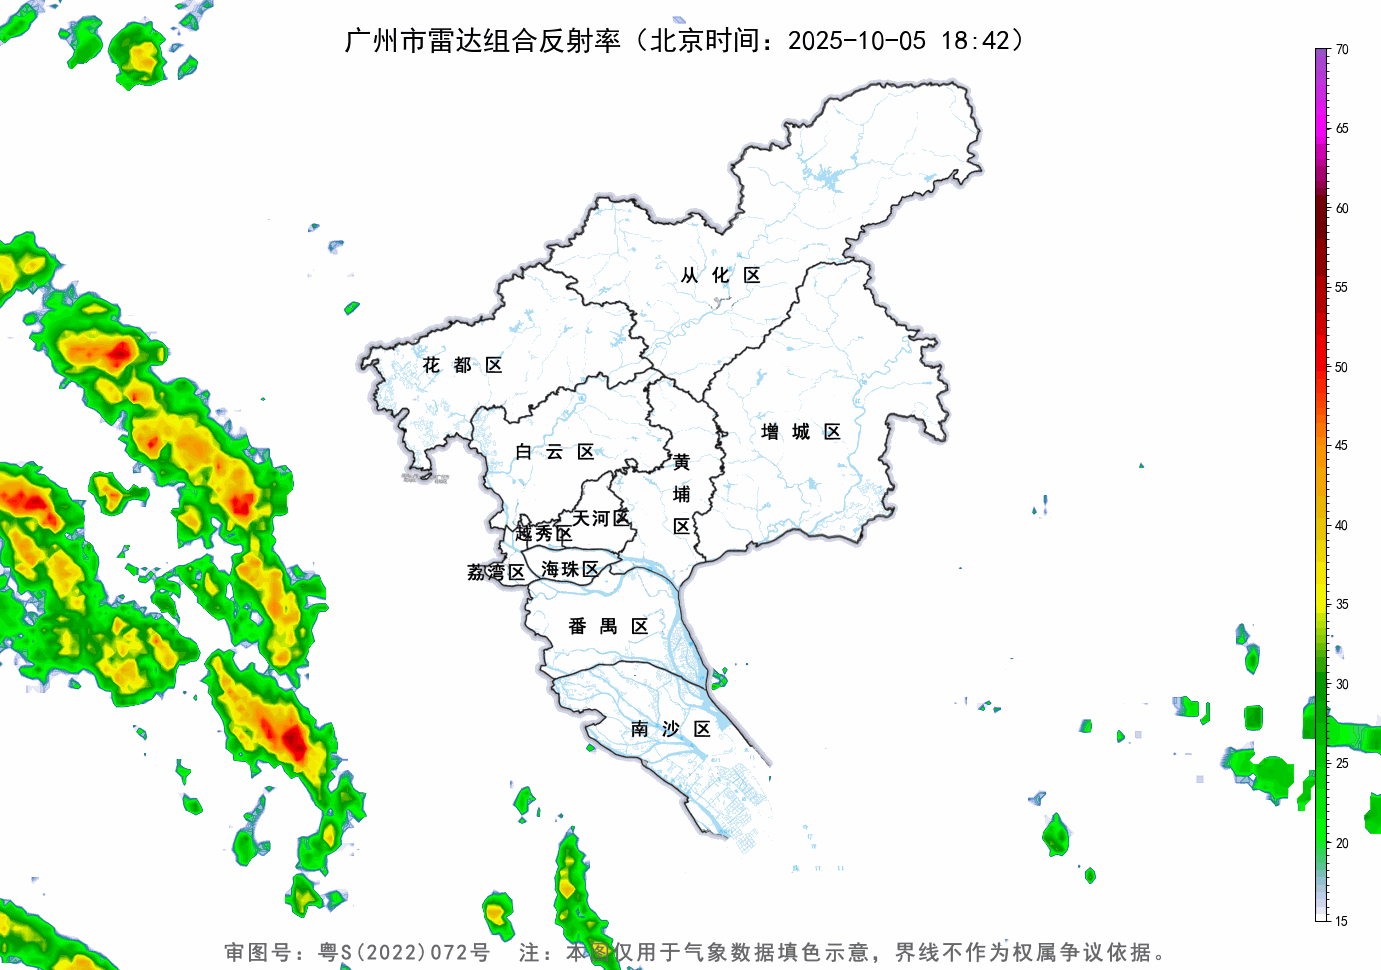 广州市雷达组合反射率（北京时间：2025-10-05 18:42）
70
65
60
55
50
45
40
35
30
25
20
15
从化区
花都区
增城区
白云区
黄埔区
天河区
越秀区
荔湾区
海珠区
番禺区
南沙区
审图号：粤S(2022)072号 注：本图仅用于气象数据填色示意，界线不作为权属争议依据。